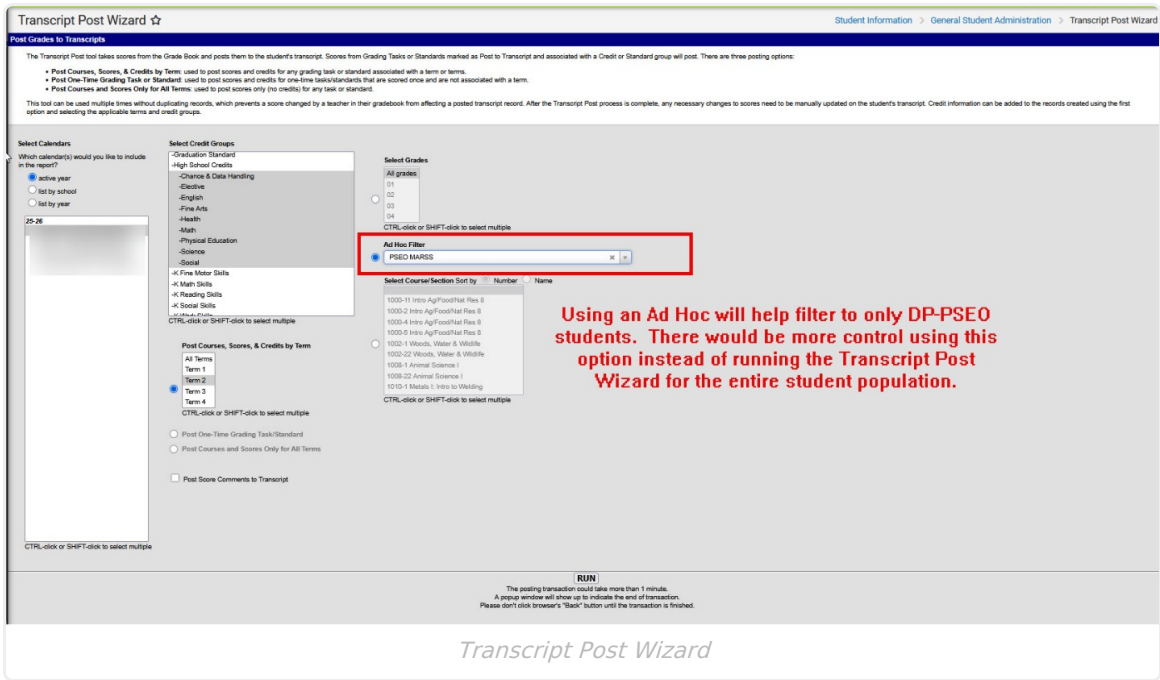 Transcript Post Wizard ☆
Student Information > General Student Administration > Transcript Post Wizard
Post Grades to Transcripts
The Transcript Post tool takes scores from the Grade Book and posts them to the student's transcript. Scores from Grading Tasks or Standards marked as Post to Transcript and associated with a Credit or Standard group will post. There are three posting options:
• Post Courses, Scores, & Credits by Term: used to post scores and credits for any grading task or standard associated with a term or terms.
• Post One-Time Grading Task or Standard: used to post scores and credits for one-time tasks/standards that are scored once and are not associated with a term.
• Post Courses and Scores Only for All Terms: used to post scores only (no credits) for any task or standard.
This tool can be used multiple times without duplicating records, which prevents a score changed by a teacher in their gradebook from affecting a posted transcript record. After the Transcript Post process is complete, any necessary changes to scores need to be manually updated on the student's transcript. Credit information can be added to the records created using the first
option and selecting the applicable terms and credit groups.
Select Calendars
Which calendar(s) would you like to include
in the report?
active year
list by school
list by year
25-26
CTRL-click or SHIFT-click to select multiple
Select Credit Groups
-Graduation Standard
-High School Credits
-Chance & Data Handling
-Elective
-English
-Fine Arts
-Health
-Math
-Physical Education
-Science
-Social
-K Fine Motor Skills
-K Math Skills
-K Reading Skills
-K Social Skills
-K Work Skills
CTRL-click or SHIFT-click to select multiple
Post Courses, Scores, & Credits by Term
All Terms
Term 1
Term 2
Term 3
Term 4
CTRL-click or SHIFT-click to select multiple
Post One-Time Grading Task/Standard
Post Courses and Scores Only for All Terms
Post Score Comments to Transcript
Select Grades
All grades
01
02
03
04
CTRL-click or SHIFT-click to select multiple
Ad Hoc Filter
PSEO MARSS
Select Course/Section Sort by Number Name
1000-11 Intro Ag/Food/Nat Res 8
1000-2 Intro Ag/Food/Nat Res 8
1000-4 Intro Ag/Food/Nat Res 8
1000-5 Intro Ag/Food/Nat Res 8
1002-1 Woods, Water & Wildlife
1002-22 Woods, Water & Wildlife
1008-1 Animal Science I
1008-22 Animal Science I
1010-1 Metals I: Intro to Welding
CTRL-click or SHIFT-click to select multiple
Using an Ad Hoc will help filter to only DP-PSEO
students. There would be more control using this
option instead of running the Transcript Post
Wizard for the entire student population.
RUN
The posting transaction could take more than 1 minute.
A popup window will show up to indicate the end of transaction.
Please don't click browser's "Back" button until the transaction is finished.
Transcript Post Wizard